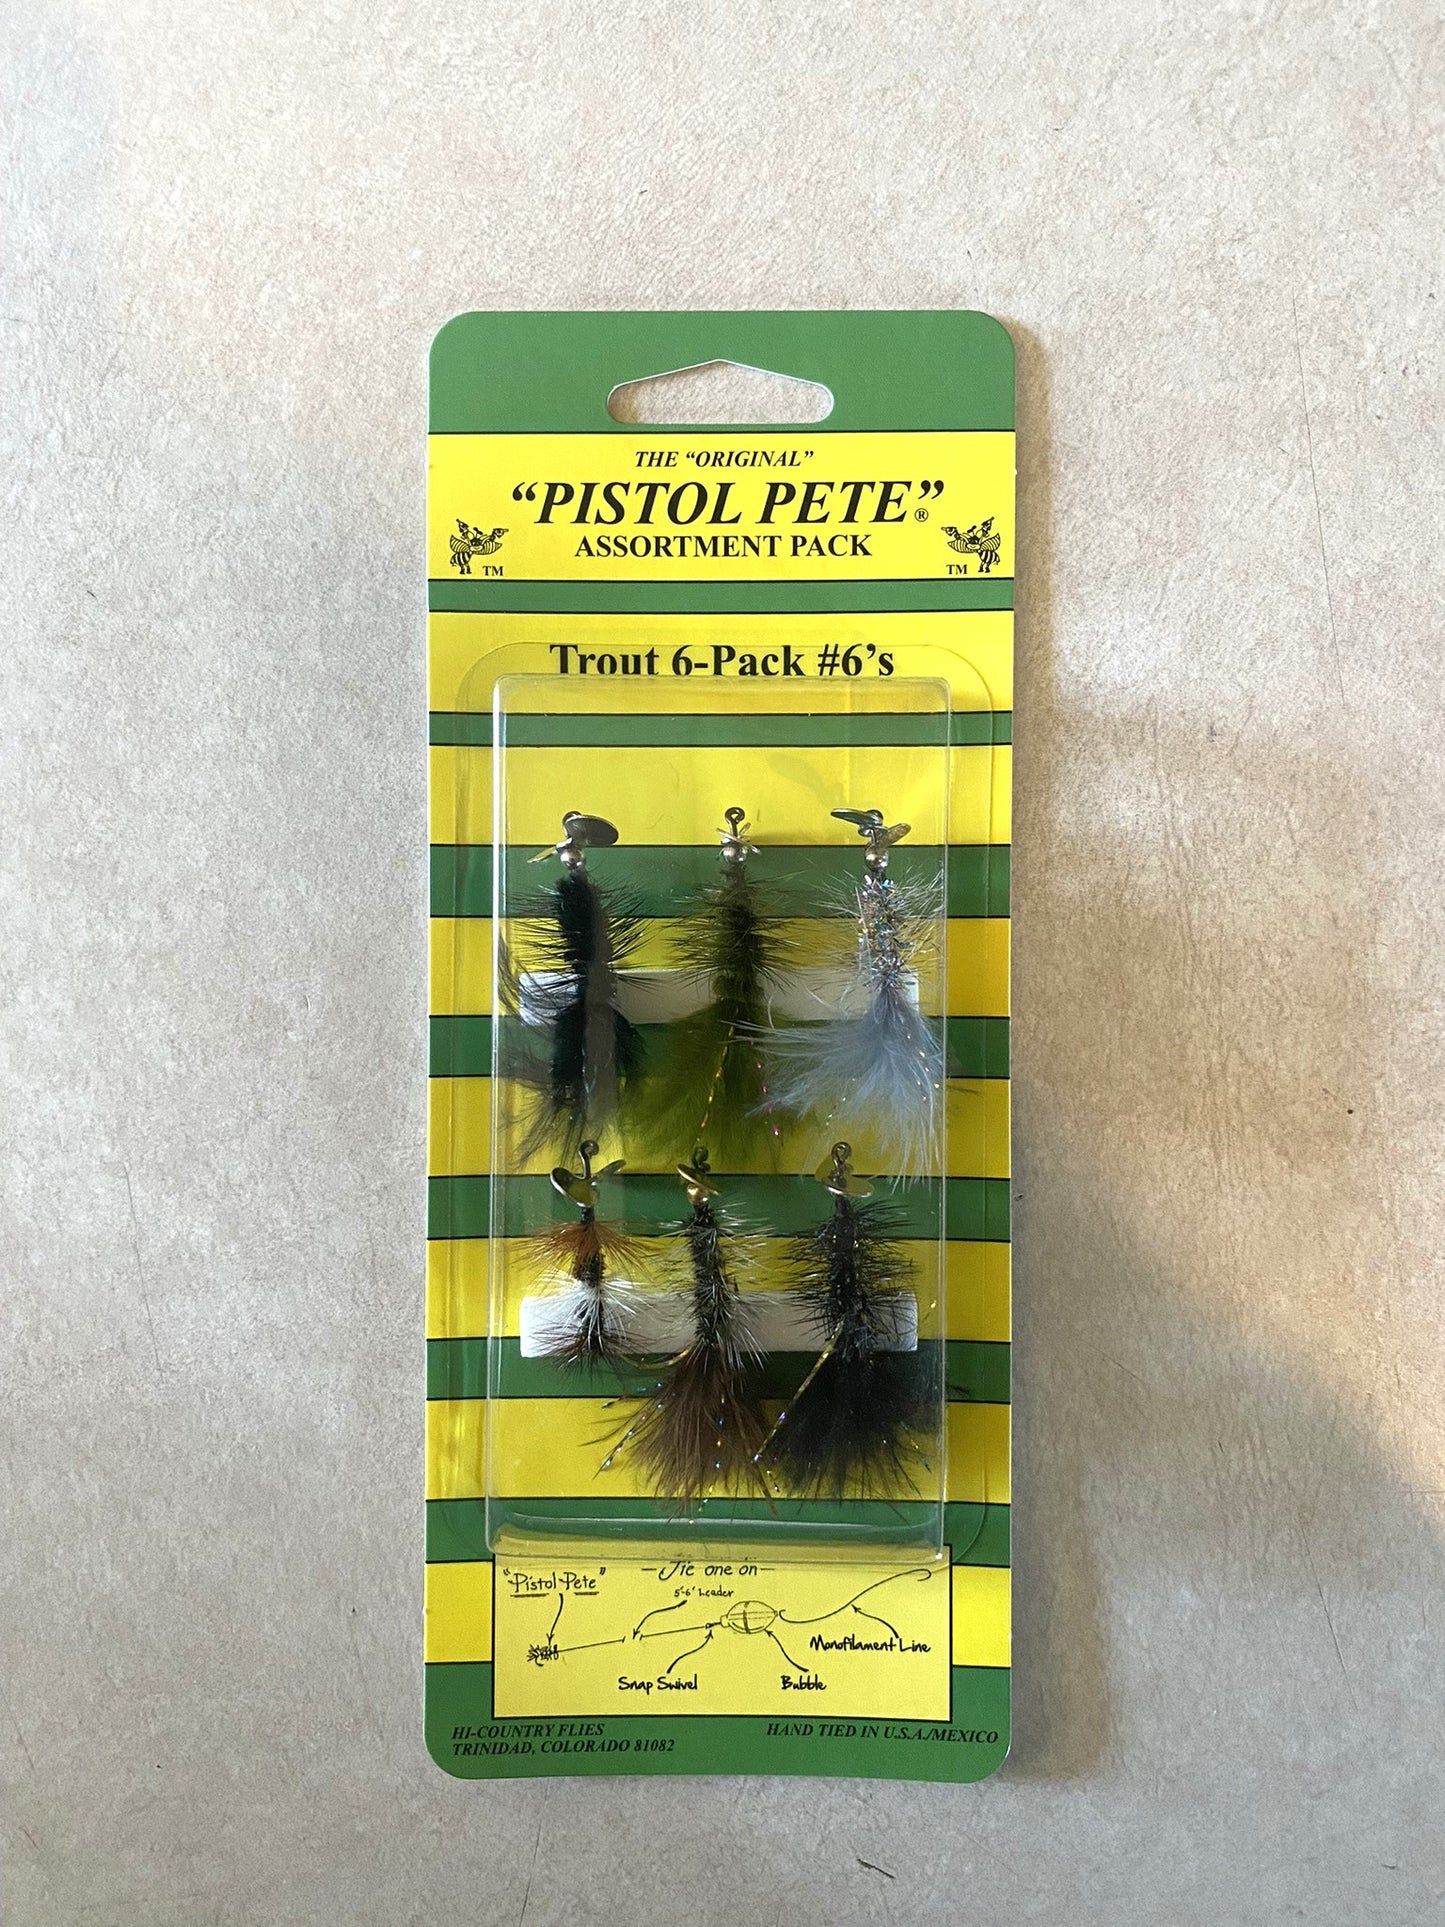 THE “ORIGINAL”
“PISTOL PETE”®
ASSORTMENT PACK
TM
TM
Trout 6-Pack #6’s
"Pistol Pete"
—Tie one on—
5'-6' Leader
Monofilament Line
Snap Swivel
Bubble
HI-COUNTRY FLIES
TRINIDAD, COLORADO 81082
HAND TIED IN U.S.A./MEXICO